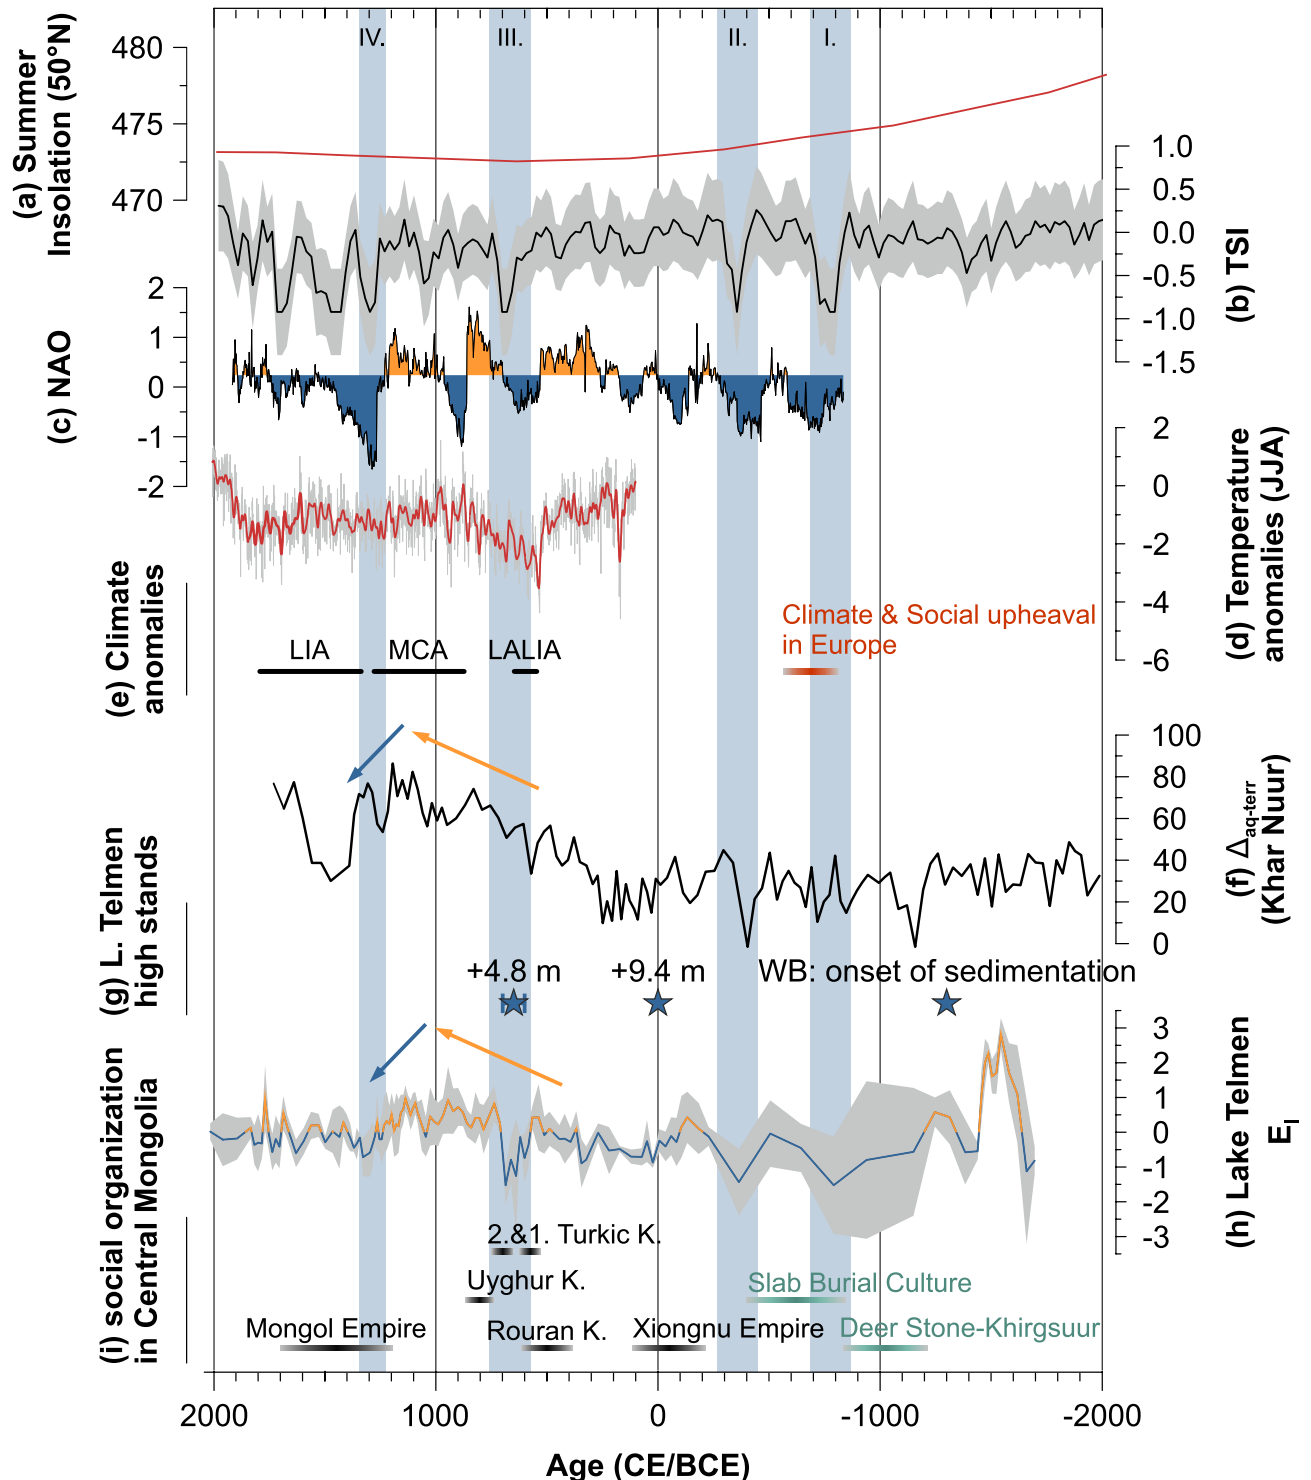 IV.
III.
II.
I.
(a) Summer
Insolation (50°N)
480
475
470
1.0
0.5
0.0
-0.5
-1.0
-1.5
(b) TSI
2
1
0
-1
-2
(c) NAO
2
0
-2
-4
-6
(d) Temperature
anomalies (JJA)
(e) Climate
anomalies
LIA
MCA
LALIA
Climate & Social upheaval
in Europe
100
80
60
40
20
0
(f) Δaq-terr
(Khar Nuur)
(g) L. Telmen
high stands
+4.8 m
+9.4 m
WB: onset of sedimentation
3
2
1
0
-1
-2
-3
(h) Lake Telmen
EI
(i) social organization
in Central Mongolia
2.&1. Turkic K.
Uyghur K.
Slab Burial Culture
Mongol Empire
Rouran K.
Xiongnu Empire
Deer Stone-Khirgsuur
2000
1000
0
-1000
-2000
Age (CE/BCE)